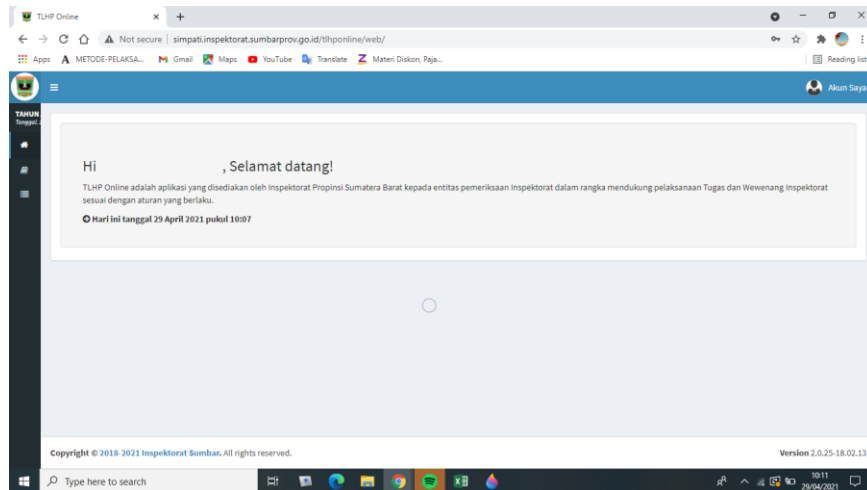 TLHP Online
Not secure | simpati.inspektorat.sumbarprov.go.id/tlhponline/web/
Apps METODE-PELAKSA... Gmail Maps YouTube Translate Materi Diskon, Paja... Reading list
Akun Saya
TAHUN
Tanggal
Hi , Selamat datang!
TLHP Online adalah aplikasi yang disediakan oleh Inspektorat Propinsi Sumatera Barat kepada entitas pemeriksaan Inspektorat dalam rangka mendukung pelaksanaan Tugas dan Wewenang Inspektorat
sesuai dengan aturan yang berlaku.
Hari ini tanggal 29 April 2021 pukul 10:07
Copyright © 2018-2021 Inspektorat Sumbar. All rights reserved. Version 2.0.25-18.02.13
Type here to search
10:11
29/04/2021